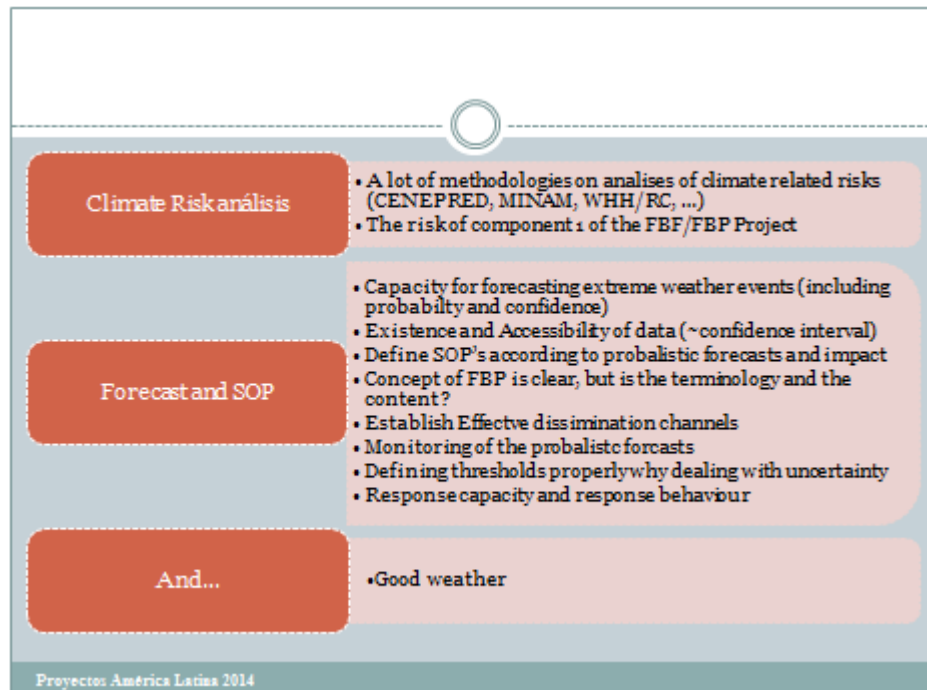 Climate Risk análisis
• A lot of methodologies on analises of climate related risks
(CENEPRED, MINAM, WHH/RC, ...)
• The risk of component 1 of the FBF/FBP Project
Forecast and SOP
• Capacity for forecasting extreme weather events (including
probabilty and confidence)
• Existence and Accessibility of data (~confidence interval)
• Define SOP's according to probalistic forecasts and impact
• Concept of FBP is clear, but is the terminology and the
content?
• Establish Effectve dissimination channels
• Monitoring of the probalistc forcasts
• Defining thresholds properly why dealing with uncertainty
• Response capacity and response behaviour
And...
•Good weather
Proyectos América Latina 2014